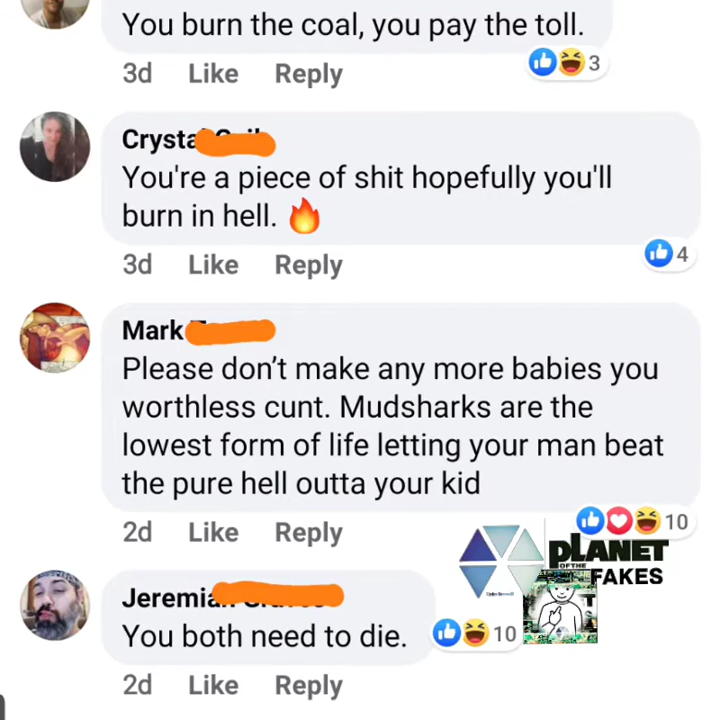 You burn the coal, you pay the toll.
3d Like Reply
3
Crysta
You're a piece of shit hopefully you'll
burn in hell. 🔥
4
3d Like Reply
Mark
Please don't make any more babies you
worthless cunt. Mudsharks are the
lowest form of life letting your man beat
the pure hell outta your kid
10
2d Like Reply
PLANET
OF THE
FAKES
Jeremia
You both need to die.
10
2d Like Reply